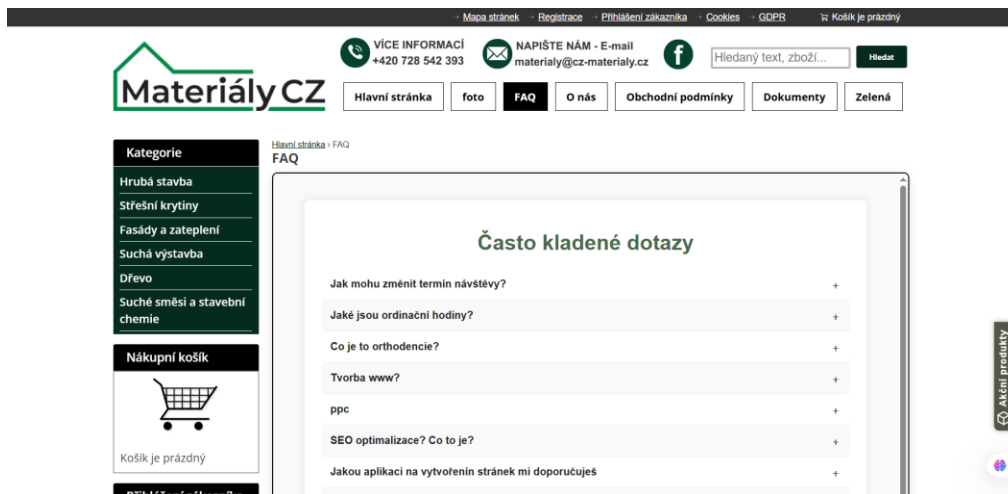 Mapa stránek
Registrace
Přihlášení zákazníka
Cookies
GDPR
Košík je prázdný
MateriályCZ
VÍCE INFORMACÍ
+420 728 542 393
NAPIŠTE NÁM - E-mail
materialy@cz-materialy.cz
f
Hledaný text, zboží...
Hledat
Hlavní stránka
foto
FAQ
O nás
Obchodní podmínky
Dokumenty
Zelená
Kategorie
Hrubá stavba
Střešní krytiny
Fasády a zateplení
Suchá výstavba
Dřevo
Suché směsi a stavební
chemie
Nákupní košík
Košík je prázdný
Přihlášení zákazníka
Hlavní stránka › FAQ
FAQ
Často kladené dotazy
Jak mohu změnit termín návštěvy? +
Jaké jsou ordinační hodiny? +
Co je to orthodencie? +
Tvorba www? +
ppc +
SEO optimalizace? Co to je? +
Jakou aplikaci na vytvořenín stránek mi doporučuješ +
Akční produkty